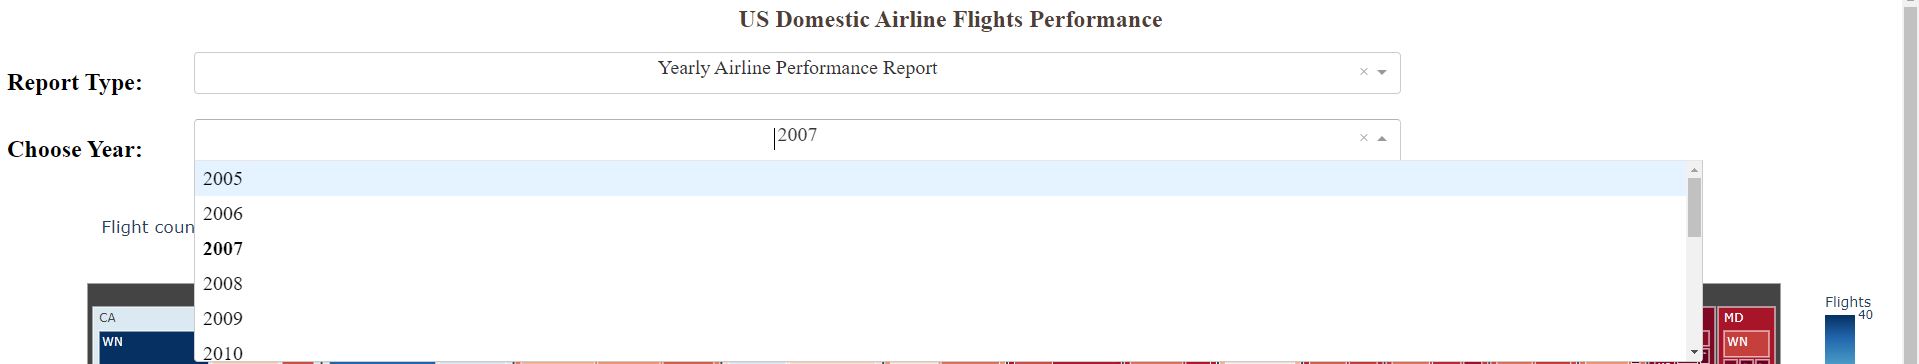 US Domestic Airline Flights Performance
Report Type:
Yearly Airline Performance Report
Choose Year:
2007
2005
2006
Flight coun
2007
2008
2009
2010
Flights
40
CA
MD
WN
WN